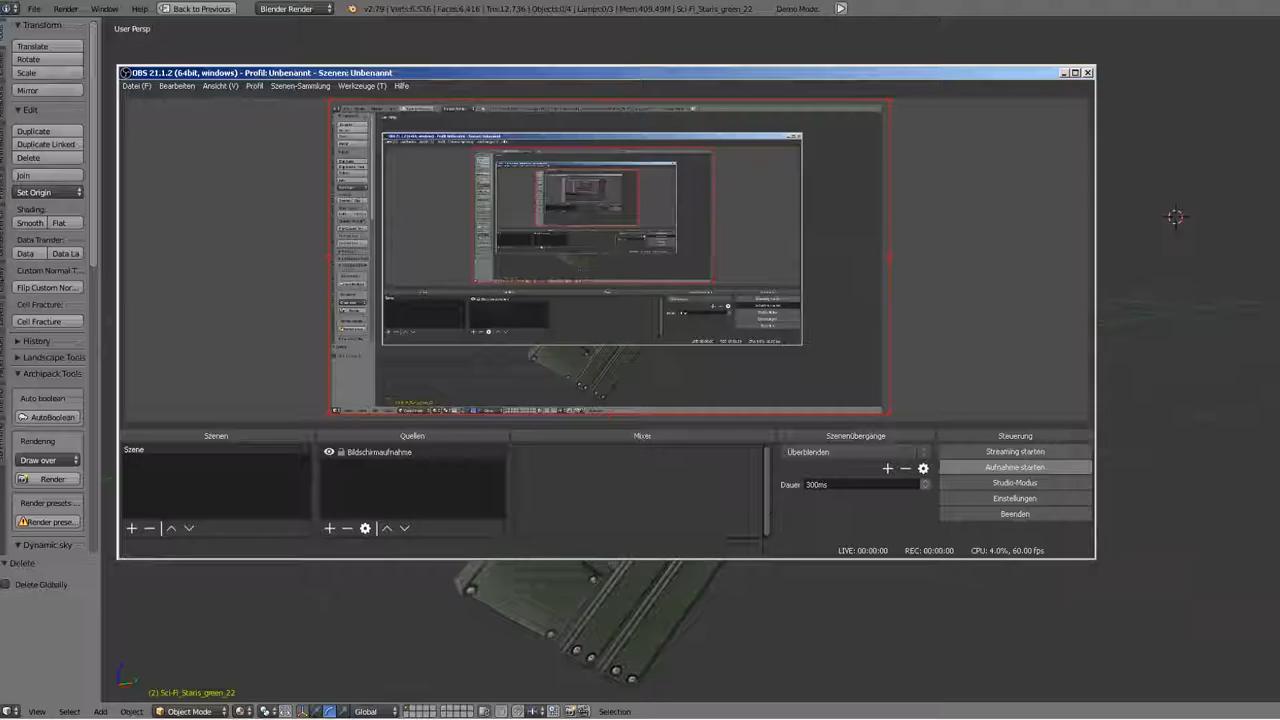 File Render Window Help Back to Previous Blender Render v2.79 | Verts:6,536 | Faces:6,416 | Tris:12,736 | Objects:0/4 | Lamps:0/3 | Mem:409.49M | Sci-Fi_Staris_green_22 Demo Mode:
Transform
User Persp
Translate
Rotate
Scale
Mirror
Edit
Duplicate
Duplicate Linked
Delete
Join
Set Origin
Shading:
Smooth Flat
Data Transfer:
Data Data La
Custom Normal T...
Flip Custom Nor...
Cell Fracture:
Cell Fracture
History
Landscape Tools
Archipack Tools
Auto boolean
AutoBoolean
Rendering
Draw over
Render
Render presets...
Render prese...
Dynamic sky
Delete
Delete Globally
OBS 21.1.2 (64bit, windows) - Profil: Unbenannt - Szenen: Unbenannt
Datei (F) Bearbeiten Ansicht (V) Profil Szenen-Sammlung Werkzeuge (T) Hilfe
Szenen Quellen Mixer Szenenübergänge Steuerung
Szene
Bildschirmaufnahme
Überblenden
Dauer 300ms
Streaming starten
Aufnahme starten
Studio-Modus
Einstellungen
Beenden
LIVE: 00:00:00 REC: 00:00:00 CPU: 4.0%, 60.00 fps
(2) Sci-Fi_Staris_green_22
View Select Add Object Object Mode Global Selection